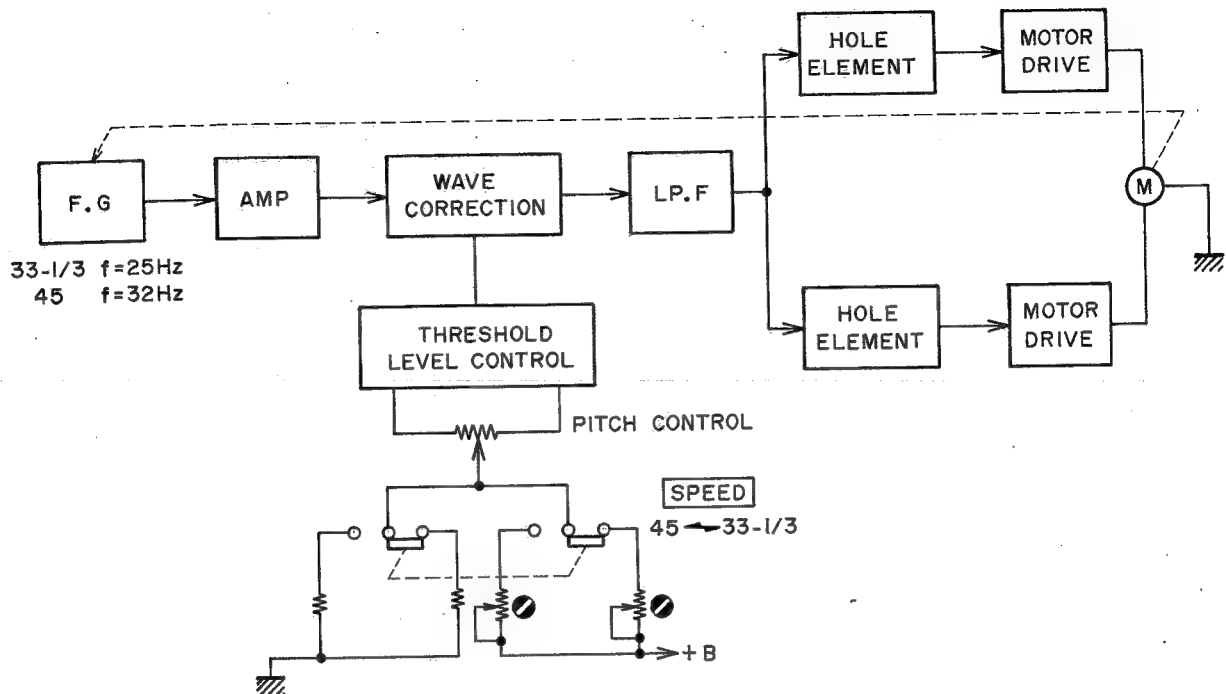 HOLE
ELEMENT
MOTOR
DRIVE
F.G
AMP
WAVE
CORRECTION
LP.F
M
33-1/3 f=25Hz
45 f=32Hz
HOLE
ELEMENT
MOTOR
DRIVE
THRESHOLD
LEVEL CONTROL
PITCH CONTROL
SPEED
45 33-1/3
+B